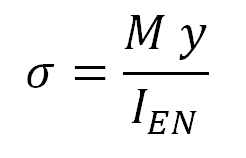 σ = M y / I_EN